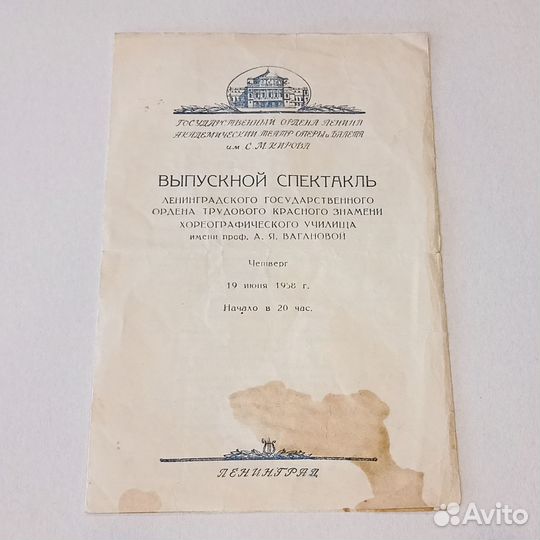 ГОСУДАРСТВЕННЫЙ ОРДЕНА ЛЕНИНА
АКАДЕМИЧЕСКИЙ ТЕАТР ОПЕРЫ и БАЛЕТА
им С. М. КИРОВА
ВЫПУСКНОЙ СПЕКТАКЛЬ
ЛЕНИНГРАДСКОГО ГОСУДАРСТВЕННОГО
ОРДЕНА ТРУДОВОГО КРАСНОГО ЗНАМЕНИ
ХОРЕОГРАФИЧЕСКОГО УЧИЛИЩА
имени проф. А. Я. ВАГАНОВОЙ
Четверг
19 июня 1958 г.
Начало в 20 час.
ЛЕНИНГРАД
Avito